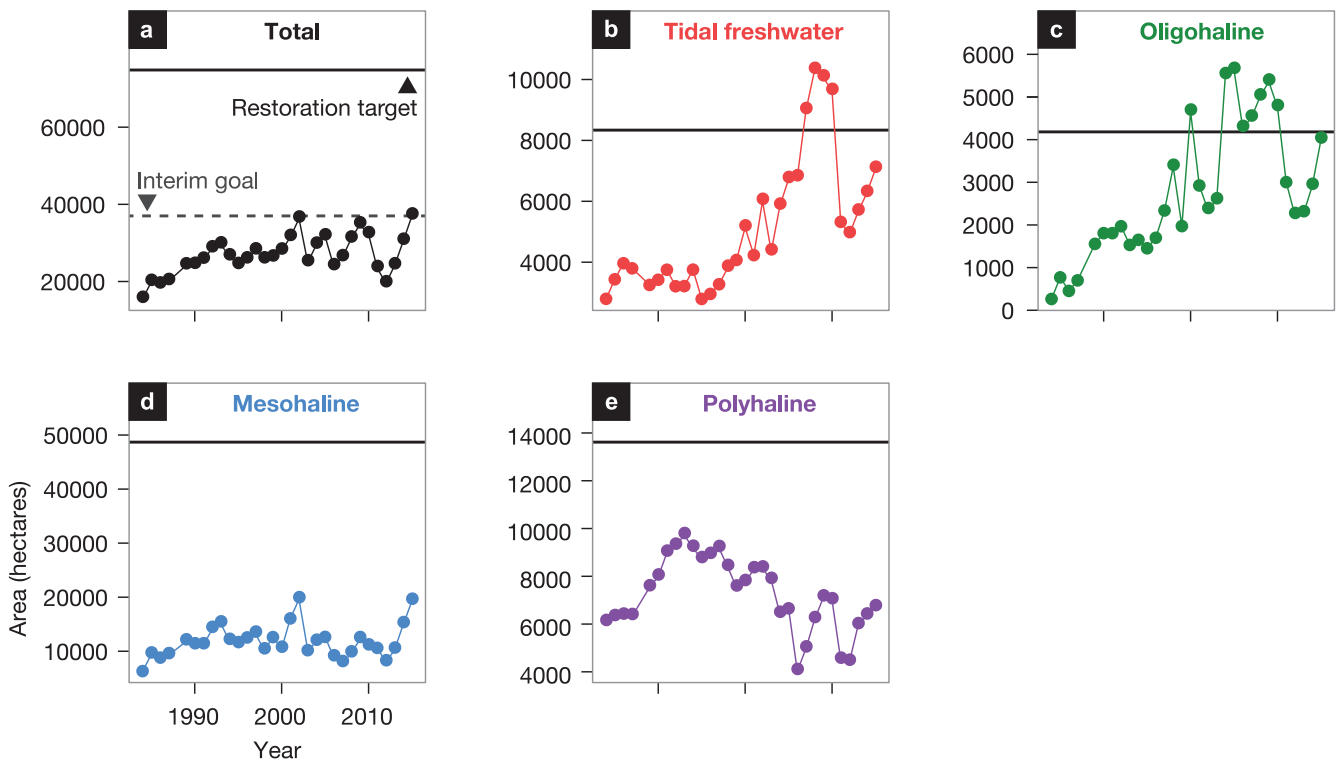 a Total
Restoration target
Interim goal
60000
40000
20000
b Tidal freshwater
10000
8000
6000
4000
c Oligohaline
6000
5000
4000
3000
2000
1000
0
d Mesohaline
50000
40000
30000
20000
10000
Area (hectares)
1990 2000 2010
Year
e Polyhaline
14000
12000
10000
8000
6000
4000